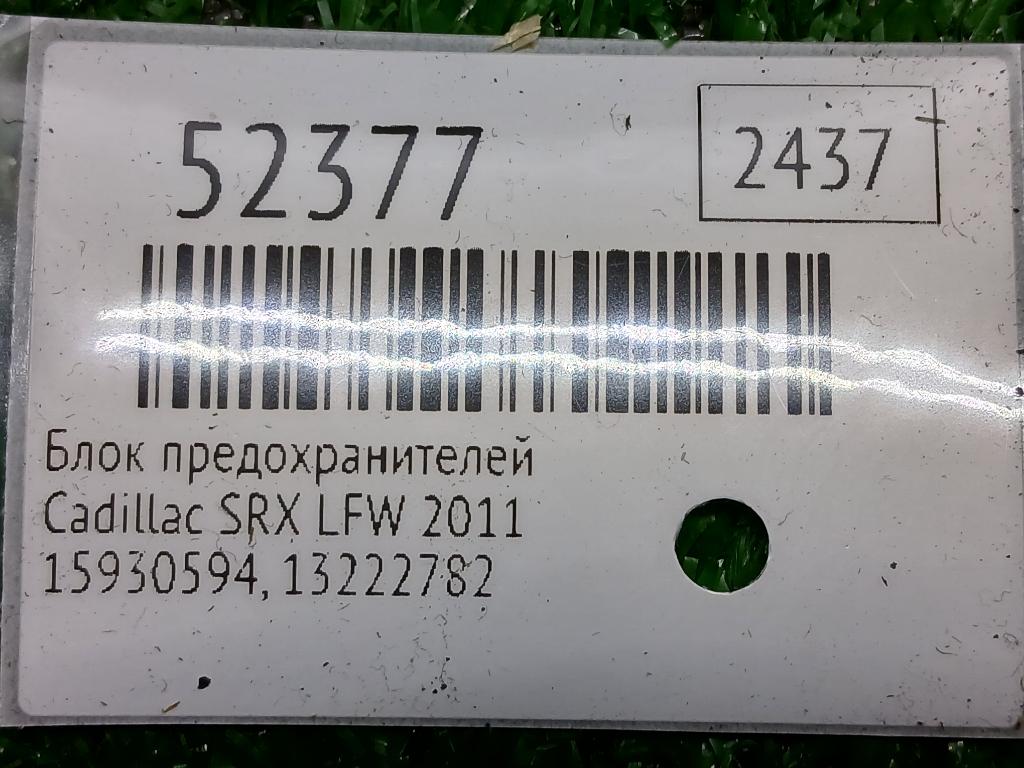 52377
2437
Блок предохранителей
Cadillac SRX LFW 2011
15930594, 13222782